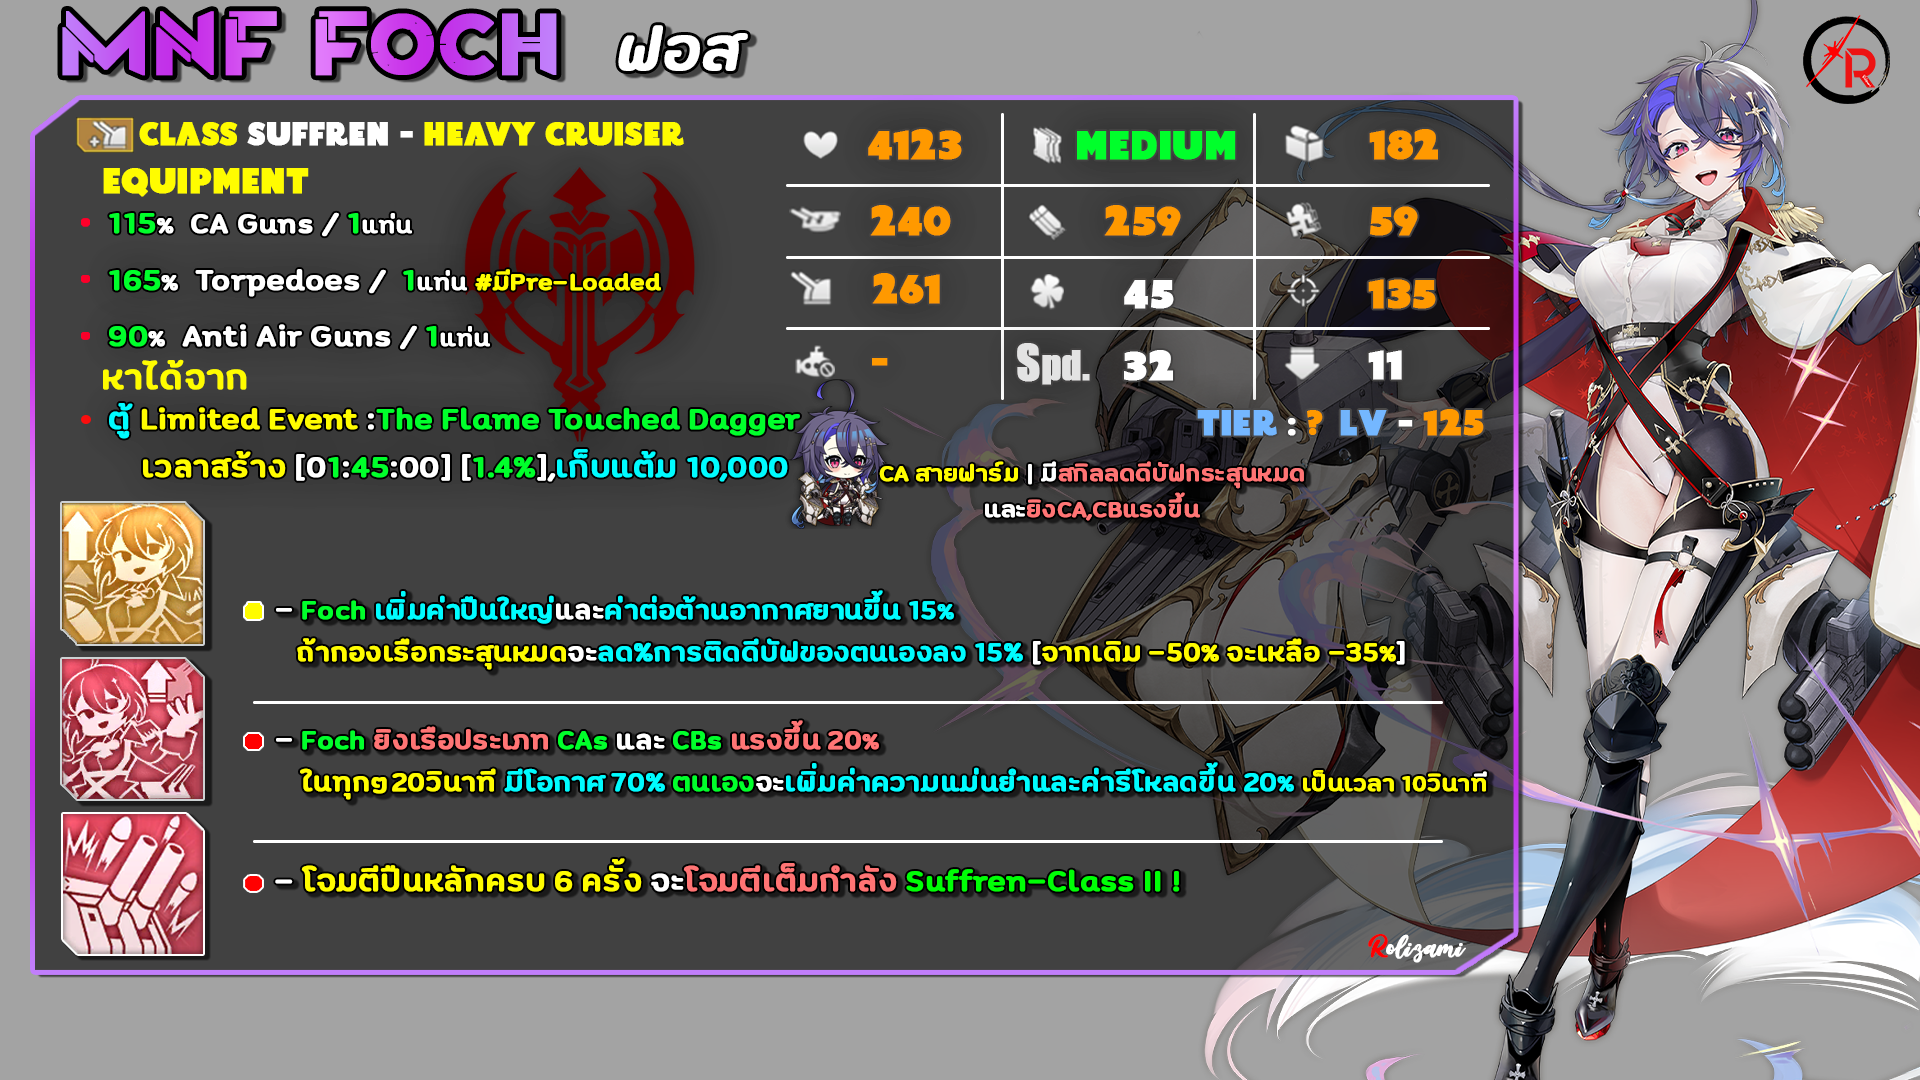 MNF FOCH ฝอส
R
CLASS SUFFREN - HEAVY CRUISER
EQUIPMENT
115% CA Guns / 1แท่น
165% Torpedoes / 1แท่น #มีPre-Loaded
90% Anti Air Guns / 1แท่น
หาได้จาก
ตู้ Limited Event :The Flame Touched Dagger
เวลาสร้าง [01:45:00] [1.4%],เก็บแต้ม 10,000
4123 MEDIUM 182
240 259 59
261 45 135
- Spd. 32 11
TIER : ? LV - 125
CA สายฟาร์ม | มีสกิลลดดีบัฟกระสุนหมด
และยิงCA,CBแรงขึ้น
- Foch เพิ่มค่าปืนใหญ่และค่าต่อต้านอากาศยานขึ้น 15%
ถ้ากองเรือกระสุนหมดจะลด%การติดดีบัฟของตนเองลง 15% [จากเดิม -50% จะเหลือ -35%]
- Foch ยิงเรือประเภท CAs และ CBs แรงขึ้น 20%
ในทุกๆ20วินาที มีโอกาศ 70% ตนเองจะเพิ่มค่าความแม่นยำและค่ารีโหลดขึ้น 20% เป็นเวลา 10วินาที
- โจมตีปืนหลักครบ 6 ครั้ง จะโจมตีเต็มกำลัง Suffren-Class II !
Rolizami